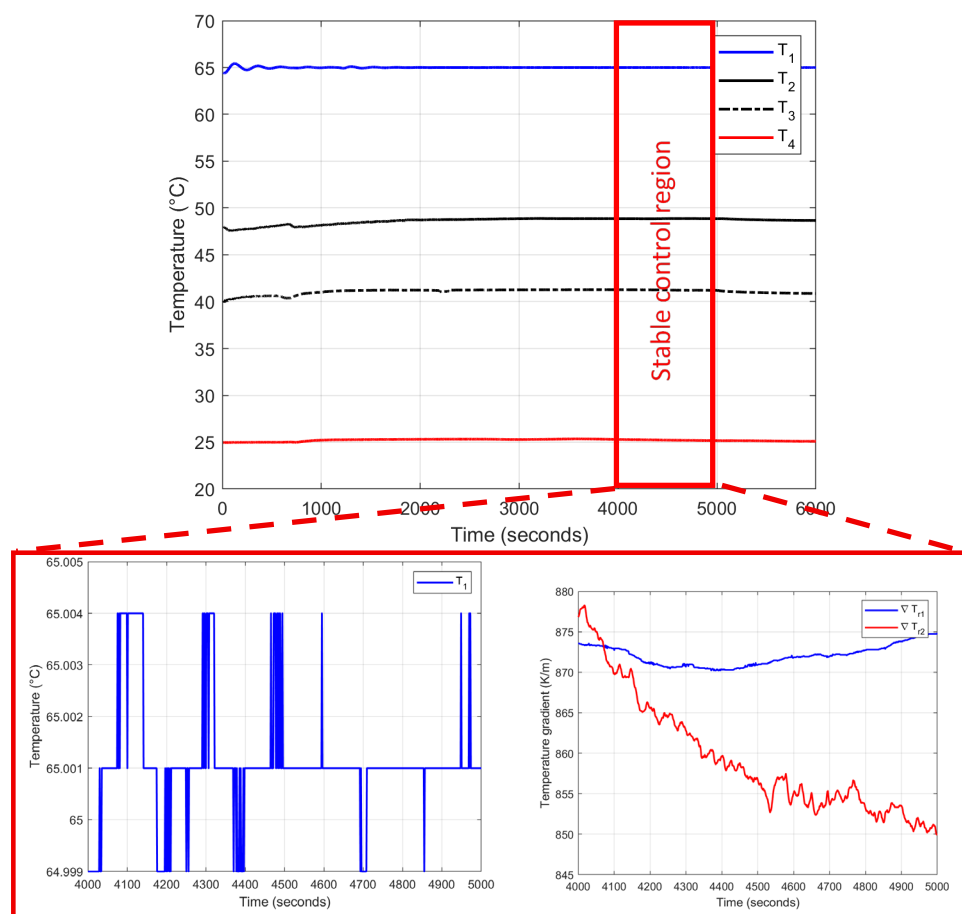 70
65
60
55
50
45
40
35
30
25
20
Temperature (°C)
0
1000
2000
3000
4000
5000
6000
Time (seconds)
T1
T2
T3
T4
Stable control region
65.005
65.004
65.003
65.002
65.001
65
64.999
Temperature (°C)
4000 4100 4200 4300 4400 4500 4600 4700 4800 4900 5000
Time (seconds)
T1
880
875
870
865
860
855
850
845
Temperature gradient (K/m)
4000 4100 4200 4300 4400 4500 4600 4700 4800 4900 5000
Time (seconds)
∇ Tr1
∇ Tr2